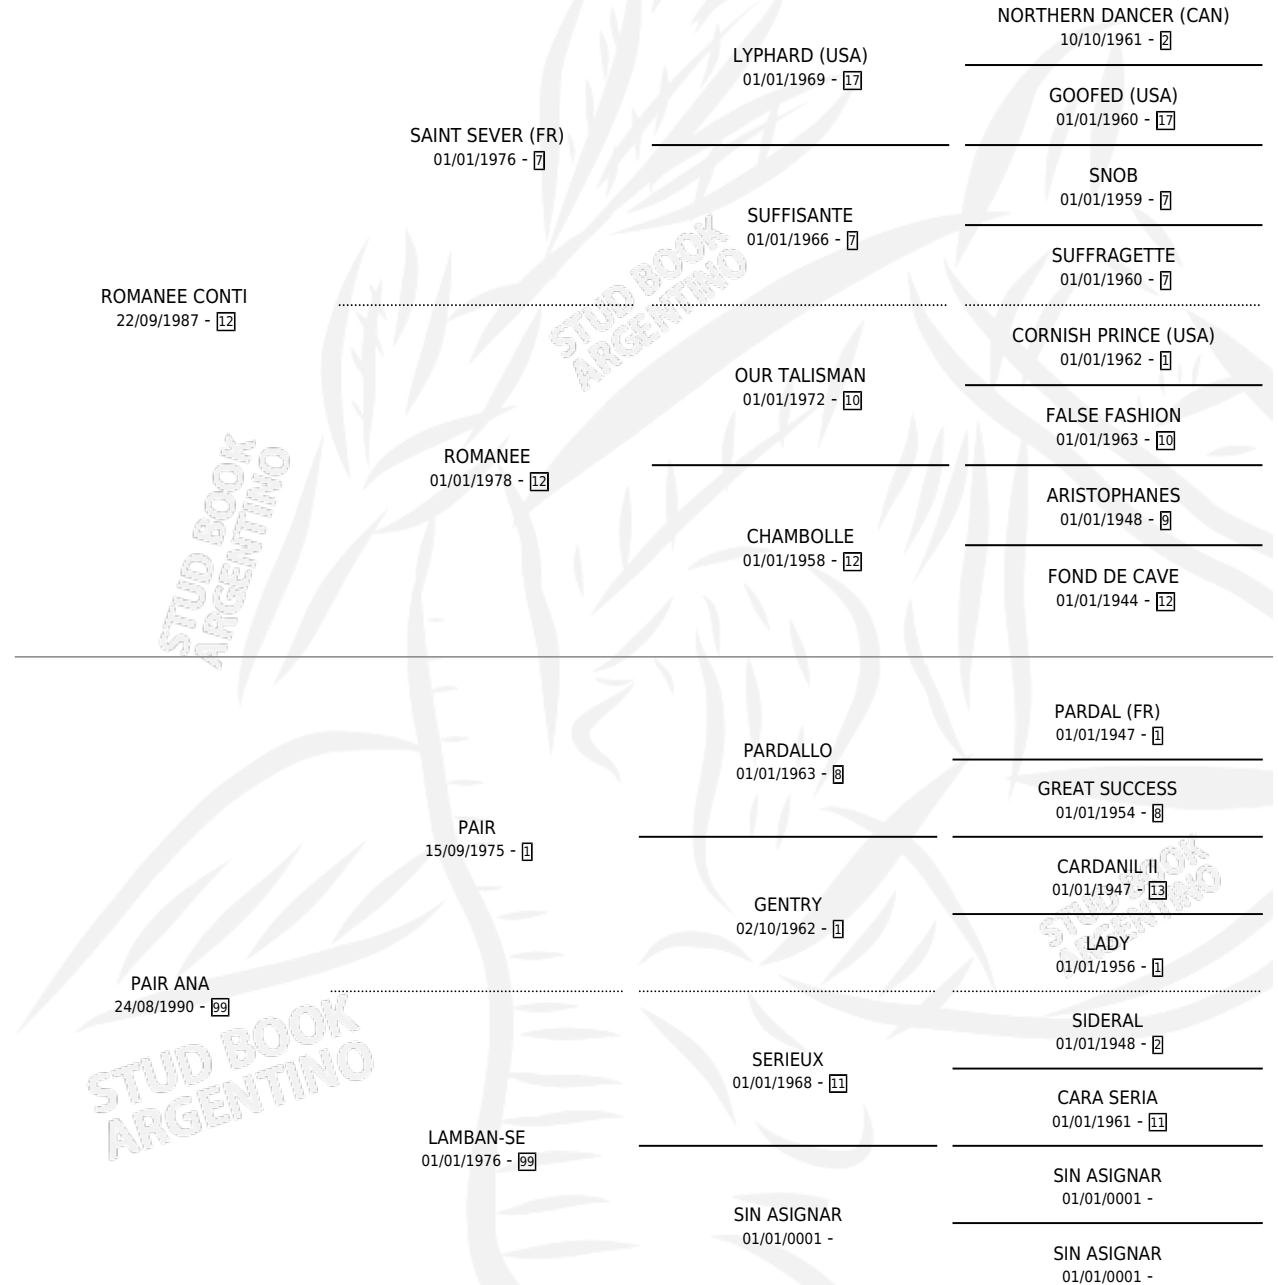 NORTHERN DANCER (CAN)
10/10/1961 - 2
LYPHARD (USA)
01/01/1969 - 17
GOOFED (USA)
01/01/1960 - 17
SAINT SEVER (FR)
01/01/1976 - 7
SNOB
01/01/1959 - 7
SUFFISANTE
01/01/1966 - 7
SUFFRAGETTE
01/01/1960 - 7
ROMANEE CONTI
22/09/1987 - 12
CORNISH PRINCE (USA)
01/01/1962 - 1
OUR TALISMAN
01/01/1972 - 10
FALSE FASHION
01/01/1963 - 10
ROMANEE
01/01/1978 - 12
ARISTOPHANES
01/01/1948 - 9
CHAMBOLLE
01/01/1958 - 12
FOND DE CAVE
01/01/1944 - 12
STUD BOOK
ARGENTINO
STUD BOOK
ARGENTINO
PARDAL (FR)
01/01/1947 - 1
PARDALLO
01/01/1963 - 8
GREAT SUCCESS
01/01/1954 - 8
PAIR
15/09/1975 - 1
CARDANIL II
01/01/1947 - 13
GENTRY
02/10/1962 - 1
LADY
01/01/1956 - 1
PAIR ANA
24/08/1990 - 99
SIDERAL
01/01/1948 - 2
SERIEUX
01/01/1968 - 11
CARA SERIA
01/01/1961 - 11
LAMBAN-SE
01/01/1976 - 99
SIN ASIGNAR
01/01/0001 -
SIN ASIGNAR
01/01/0001 -
SIN ASIGNAR
01/01/0001 -
STUD BOOK
ARGENTINO
STUD BOOK
ARGENTINO